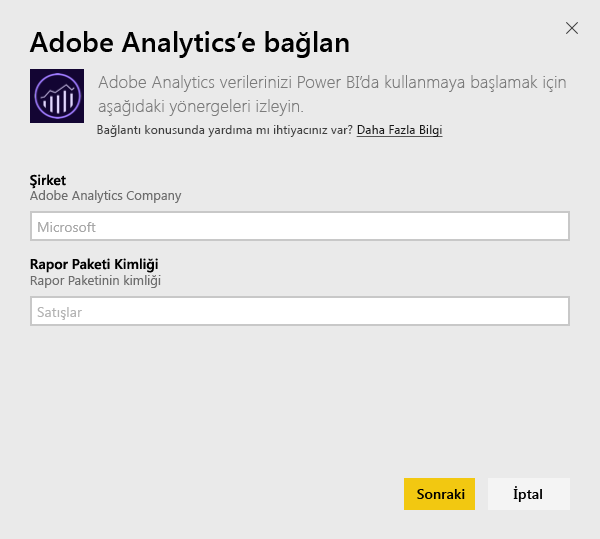 Adobe Analytics’e bağlan
Adobe Analytics verilerinizi Power BI’da kullanmaya başlamak için
aşağıdaki yönergeleri izleyin.
Bağlantı konusunda yardıma mı ihtiyacınız var? Daha Fazla Bilgi
Şirket
Adobe Analytics Company
Microsoft
Rapor Paketi Kimliği
Rapor Paketinin kimliği
Satışlar
Sonraki İptal